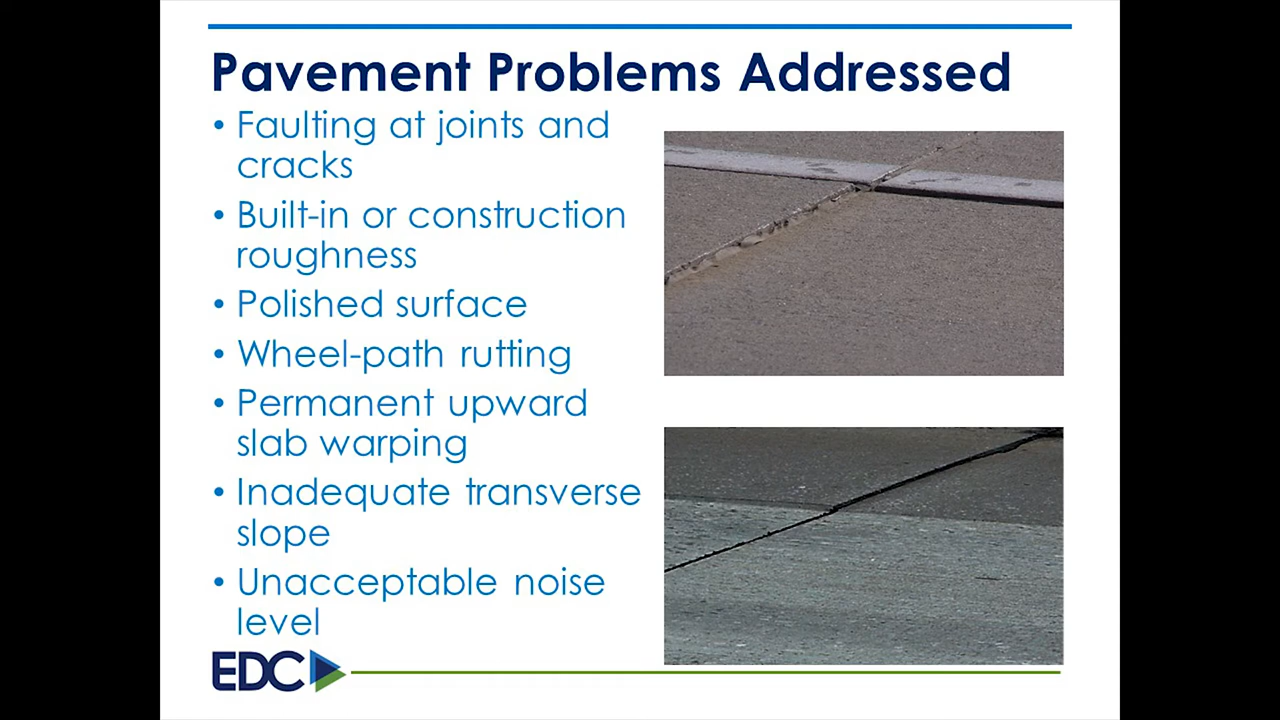 Pavement Problems Addressed
• Faulting at joints and
cracks
• Built-in or construction
roughness
• Polished surface
• Wheel-path rutting
• Permanent upward
slab warping
• Inadequate transverse
slope
• Unacceptable noise
level
EDC